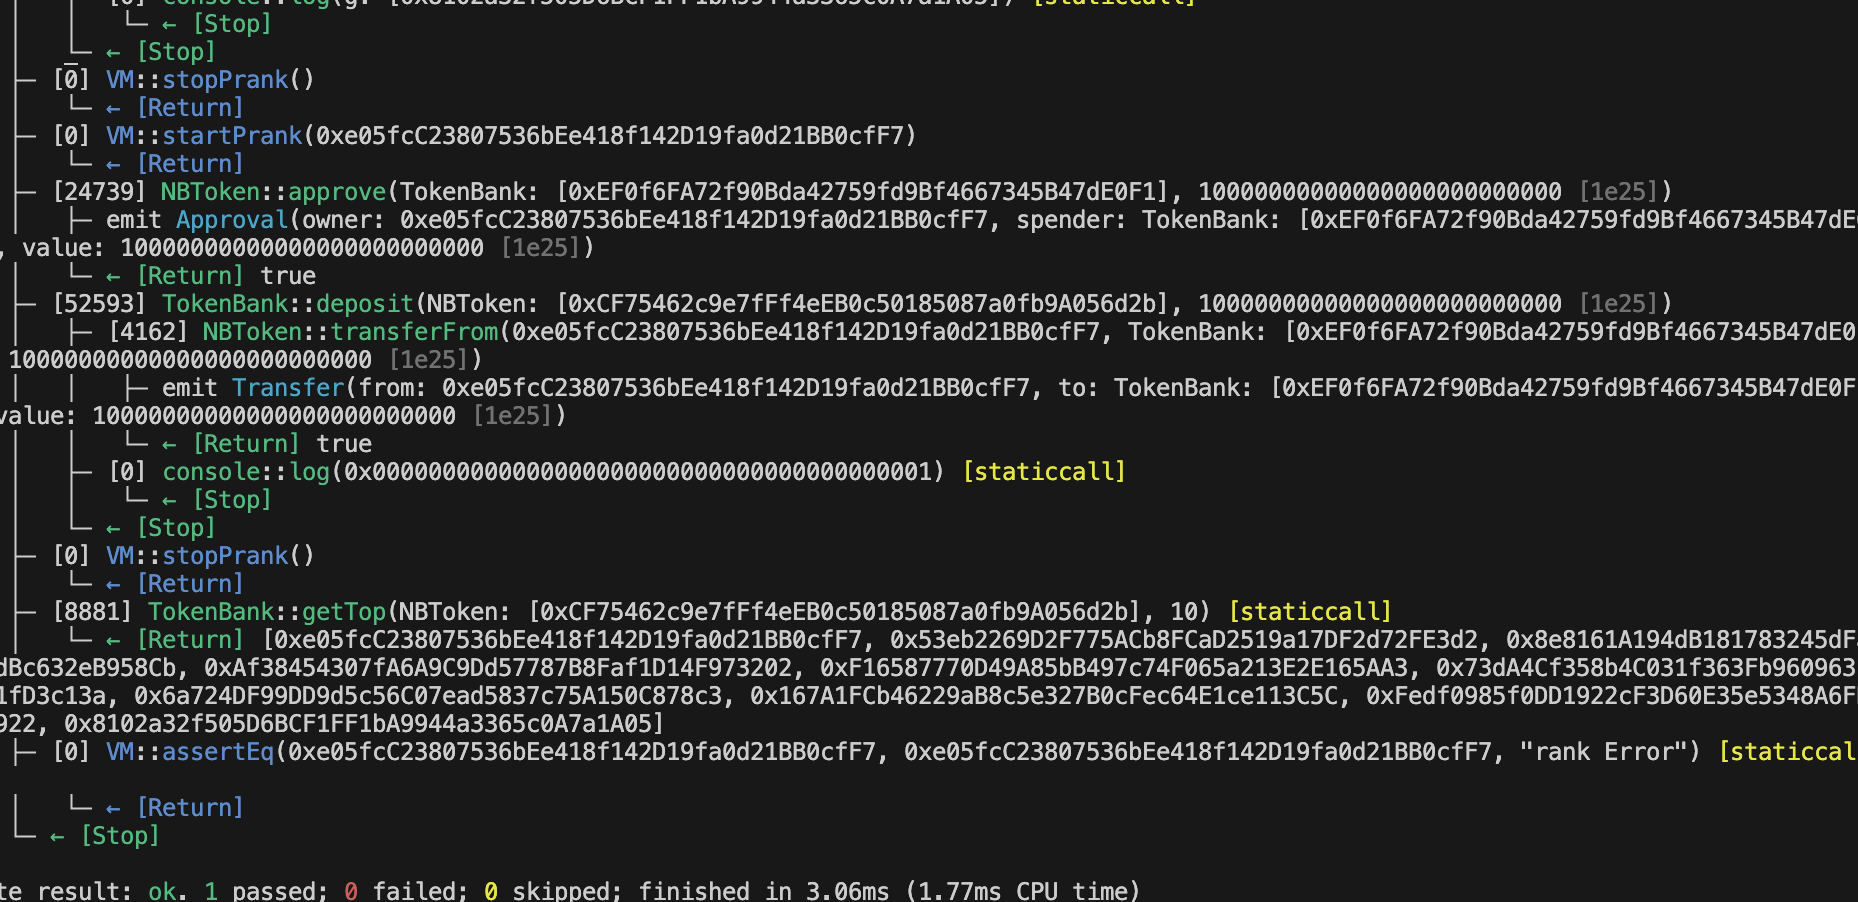 └─ ← [Stop]
└─ ← [Stop]
├─ [0] VM::stopPrank()
│ └─ ← [Return]
├─ [0] VM::startPrank(0xe05fcC23807536bEe418f142D19fa0d21BB0cfF7)
│ └─ ← [Return]
├─ [24739] NBToken::approve(TokenBank: [0xEF0f6FA72f90Bda42759fd9Bf4667345B47dE0F1], 10000000000000000000000000 [1e25])
│ ├─ emit Approval(owner: 0xe05fcC23807536bEe418f142D19fa0d21BB0cfF7, spender: TokenBank: [0xEF0f6FA72f90Bda42759fd9Bf4667345B47dE
, value: 10000000000000000000000000 [1e25])
│ └─ ← [Return] true
├─ [52593] TokenBank::deposit(NBToken: [0xCF75462c9e7fFf4eEB0c50185087a0fb9A056d2b], 10000000000000000000000000 [1e25])
│ ├─ [4162] NBToken::transferFrom(0xe05fcC23807536bEe418f142D19fa0d21BB0cfF7, TokenBank: [0xEF0f6FA72f90Bda42759fd9Bf4667345B47dE0
10000000000000000000000000 [1e25])
│ │ ├─ emit Transfer(from: 0xe05fcC23807536bEe418f142D19fa0d21BB0cfF7, to: TokenBank: [0xEF0f6FA72f90Bda42759fd9Bf4667345B47dE0F
value: 10000000000000000000000000 [1e25])
│ │ └─ ← [Return] true
│ ├─ [0] console::log(0x0000000000000000000000000000000000000001) [staticcall]
│ │ └─ ← [Stop]
│ └─ ← [Stop]
├─ [0] VM::stopPrank()
│ └─ ← [Return]
├─ [8881] TokenBank::getTop(NBToken: [0xCF75462c9e7fFf4eEB0c50185087a0fb9A056d2b], 10) [staticcall]
│ └─ ← [Return] [0xe05fcC23807536bEe418f142D19fa0d21BB0cfF7, 0x53eb2269D2F775ACb8FCaD2519a17DF2d72FE3d2, 0x8e8161A194dB181783245dF
dBc632eB958Cb, 0xAf38454307fA6A9C9Dd57787B8Faf1D14F973202, 0xF16587770D49A85bB497c74F065a213E2E165AA3, 0x73dA4Cf358b4C031f363Fb960963
1fD3c13a, 0x6a724DF99DD9d5c56C07ead5837c75A150C878c3, 0x167A1FCb46229aB8c5e327B0cFec64E1ce113C5C, 0xFedf0985f0DD1922cF3D60E35e5348A6F
922, 0x8102a32f505D6BCF1FF1bA9944a3365c0A7a1A05]
├─ [0] VM::assertEq(0xe05fcC23807536bEe418f142D19fa0d21BB0cfF7, 0xe05fcC23807536bEe418f142D19fa0d21BB0cfF7, "rank Error") [staticcal
│ └─ ← [Return]
└─ ← [Stop]
te result: ok. 1 passed; 0 failed; 0 skipped; finished in 3.06ms (1.77ms CPU time)